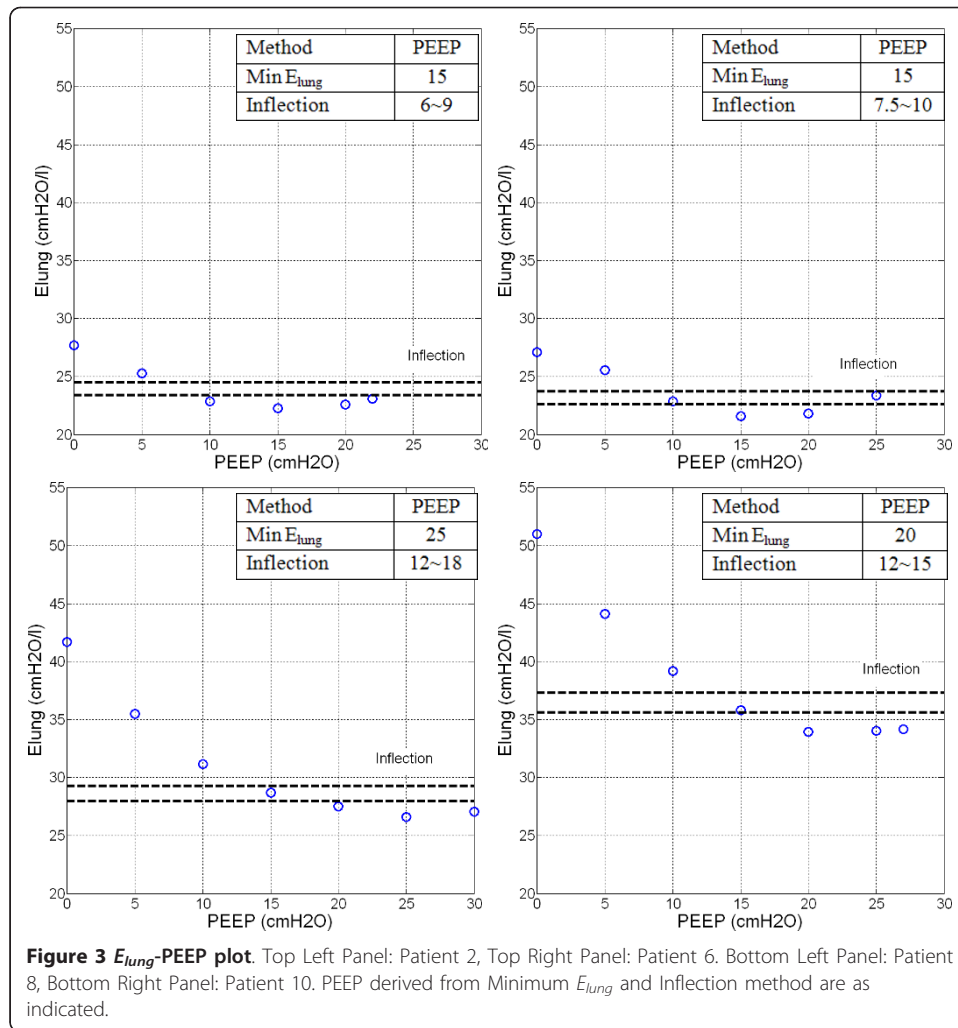 55
50
45
40
35
30
25
20
0 5 10 15 20 25 30
Elung (cmH2O/l)
PEEP (cmH2O)
Method PEEP
Min Elung 15
Inflection 6~9
Inflection
55
50
45
40
35
30
25
20
0 5 10 15 20 25 30
Elung (cmH2O/l)
PEEP (cmH2O)
Method PEEP
Min Elung 15
Inflection 7.5~10
Inflection
55
50
45
40
35
30
25
20
0 5 10 15 20 25 30
Elung (cmH2O/l)
PEEP (cmH2O)
Method PEEP
Min Elung 25
Inflection 12~18
Inflection
55
50
45
40
35
30
25
20
0 5 10 15 20 25 30
Elung (cmH2O/l)
PEEP (cmH2O)
Method PEEP
Min Elung 20
Inflection 12~15
Inflection
Figure 3 Elung-PEEP plot. Top Left Panel: Patient 2, Top Right Panel: Patient 6. Bottom Left Panel: Patient
8, Bottom Right Panel: Patient 10. PEEP derived from Minimum Elung and Inflection method are as
indicated.